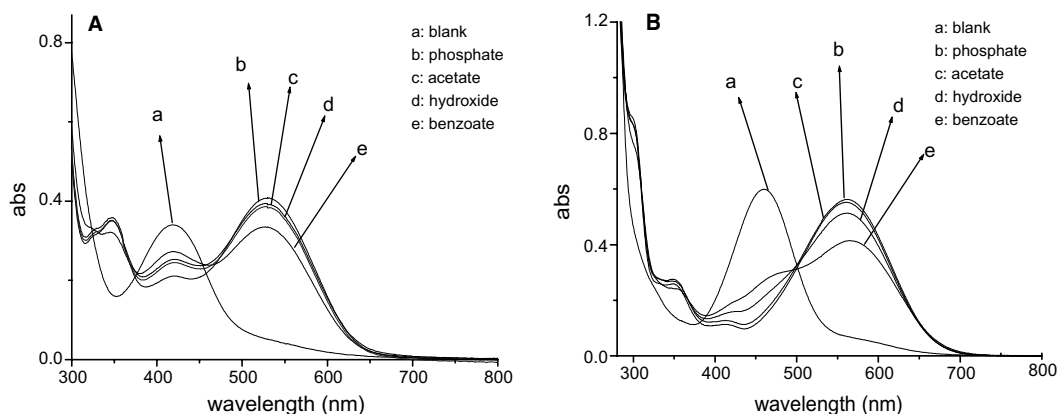 A
a: blank
b: phosphate
c: acetate
d: hydroxide
e: benzoate
b
c
d
a
e
0.8
0.4
0.0
abs
300 400 500 600 700 800
wavelength (nm)
B
a: blank
b: phosphate
c: acetate
d: hydroxide
e: benzoate
b
a
c
d
e
1.2
0.8
0.4
0.0
abs
300 400 500 600 700 800
wavelength (nm)